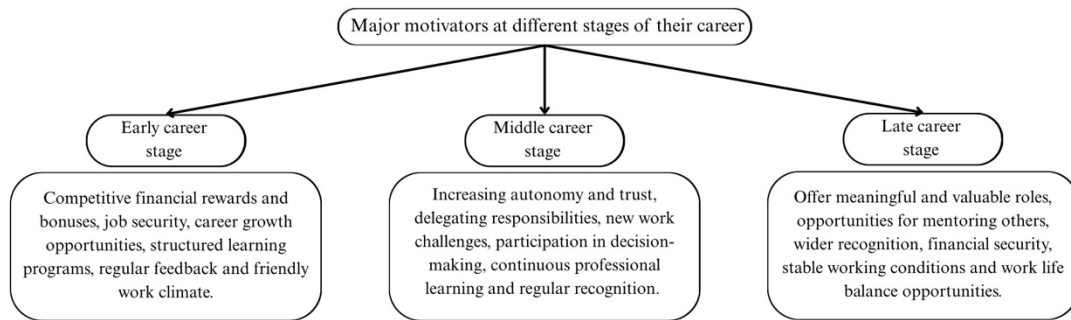 Major motivators at different stages of their career
Early career
stage
Competitive financial rewards and
bonuses, job security, career growth
opportunities, structured learning
programs, regular feedback and friendly
work climate.
Middle career
stage
Increasing autonomy and trust,
delegating responsibilities, new work
challenges, participation in decision-
making, continuous professional
learning and regular recognition.
Late career
stage
Offer meaningful and valuable roles,
opportunities for mentoring others,
wider recognition, financial security,
stable working conditions and work life
balance opportunities.